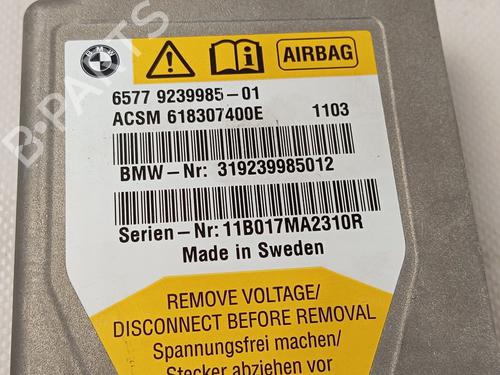 BMW
AIRBAG
6577 9239985-01
ACSM 618307400E 1103
BMW-Nr: 319239985012
Serien-Nr: 11B017MA2310R
Made in Sweden
REMOVE VOLTAGE/
DISCONNECT BEFORE REMOVAL
Spannungsfrei machen/
Stecker abziehen vor
B-PARTS